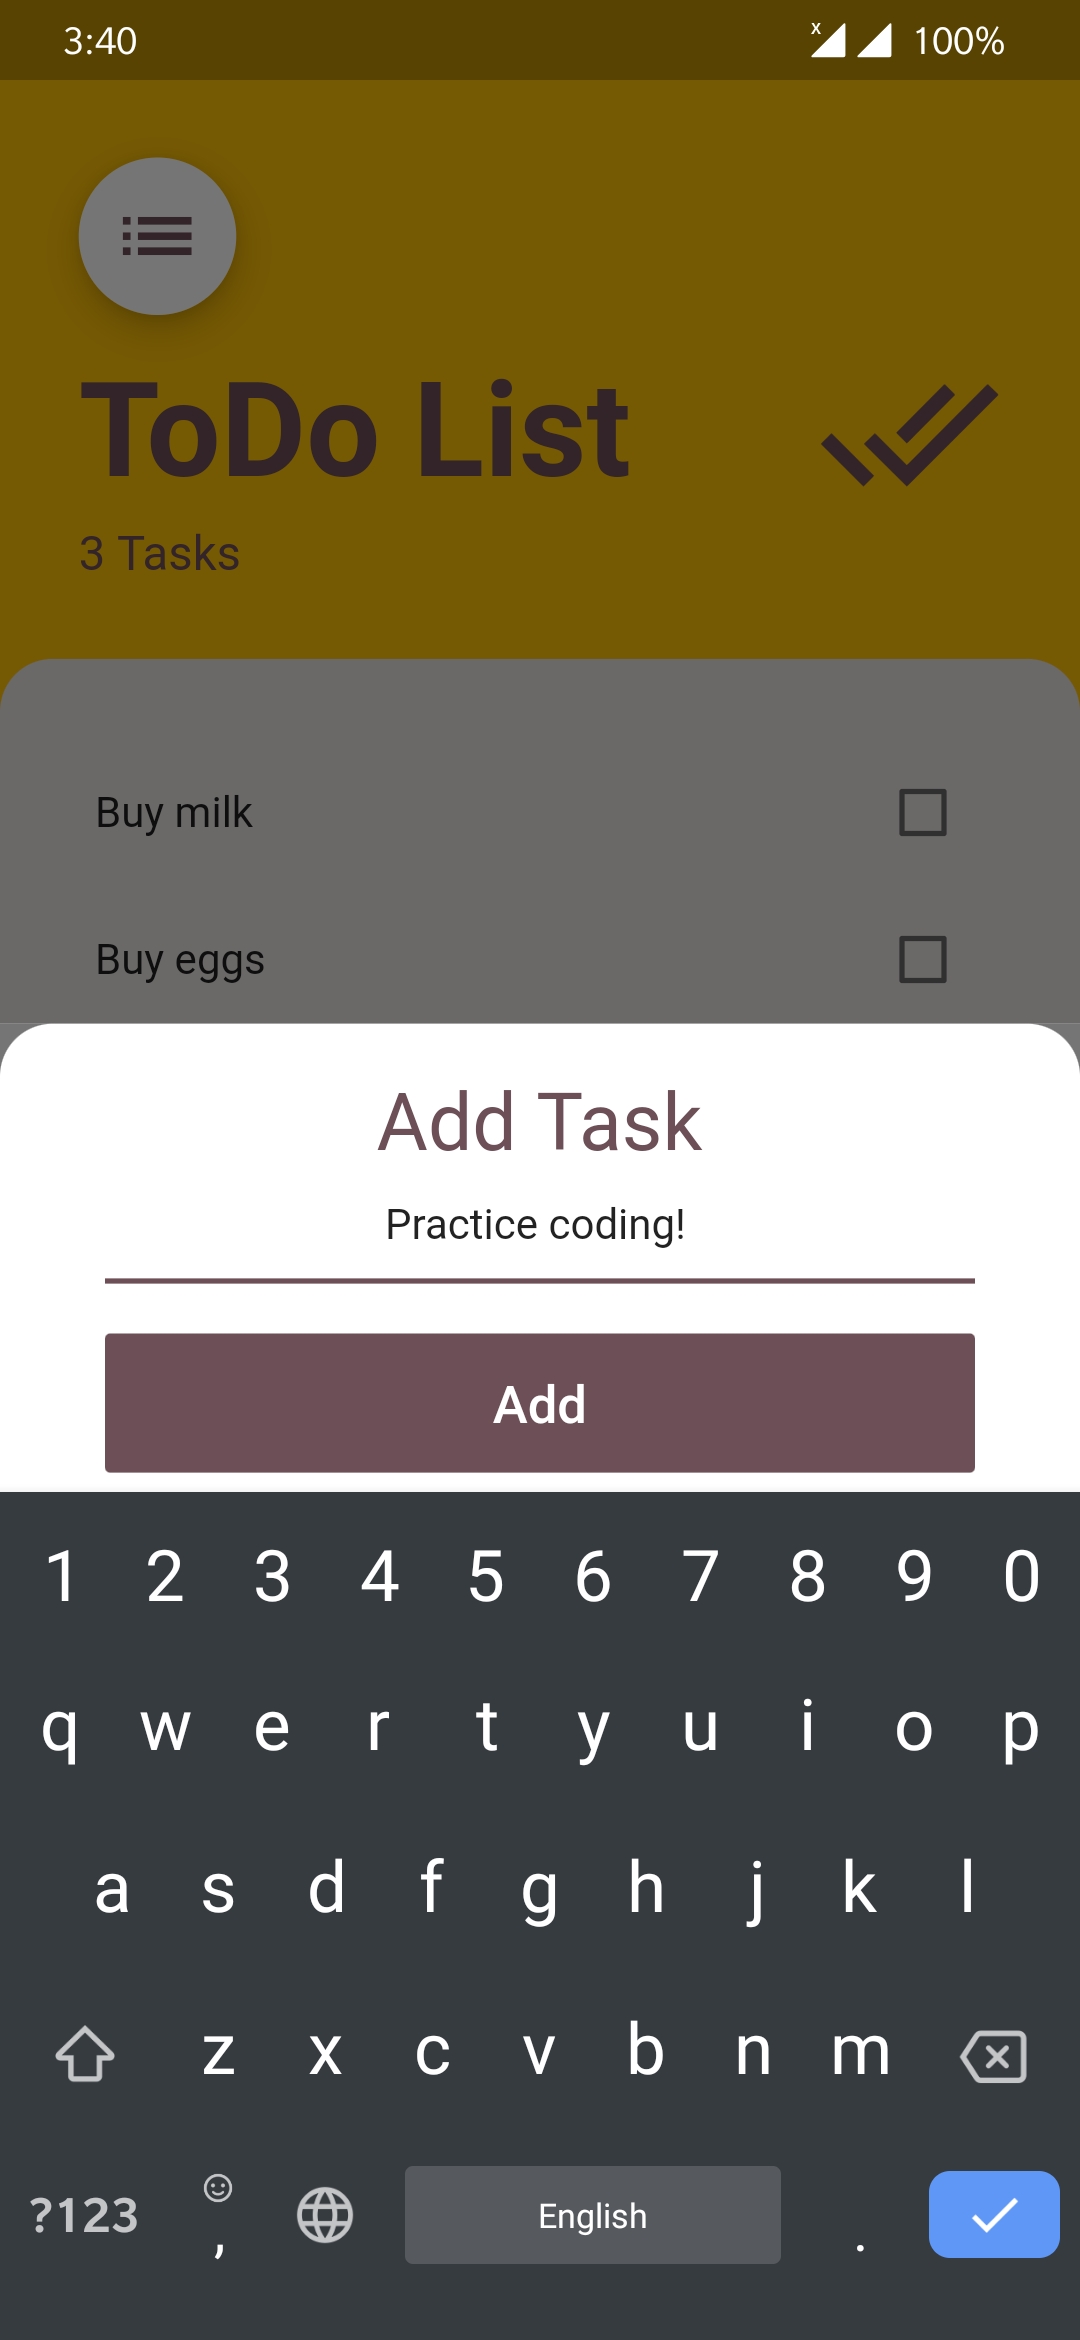 3:40 x 100%
ToDo List
3 Tasks
Buy milk
Buy eggs
Add Task
Practice coding!
Add
1 2 3 4 5 6 7 8 9 0
q w e r t y u i o p
a s d f g h j k l
z x c v b n m
?123 , English .